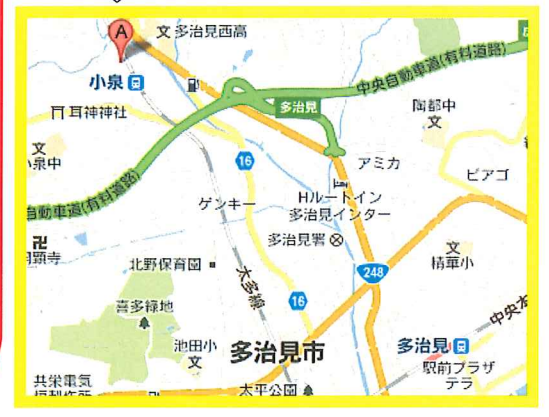 A
文 多治見西高
小泉
中央自動車道(有料道路)
多治見
陶都中
文
耳神神社
文
小泉中
16
アミカ
ピアゴ
Hルートイン
多治見インター
ゲンキー
自動車道(有料道路)
多治見署
文
精華小
北野保育園
248
太多線
16
喜多緑地
池田小
文
多治見市
多治見
中央本
駅前プラザ
テラ
共栄電気
太平公園